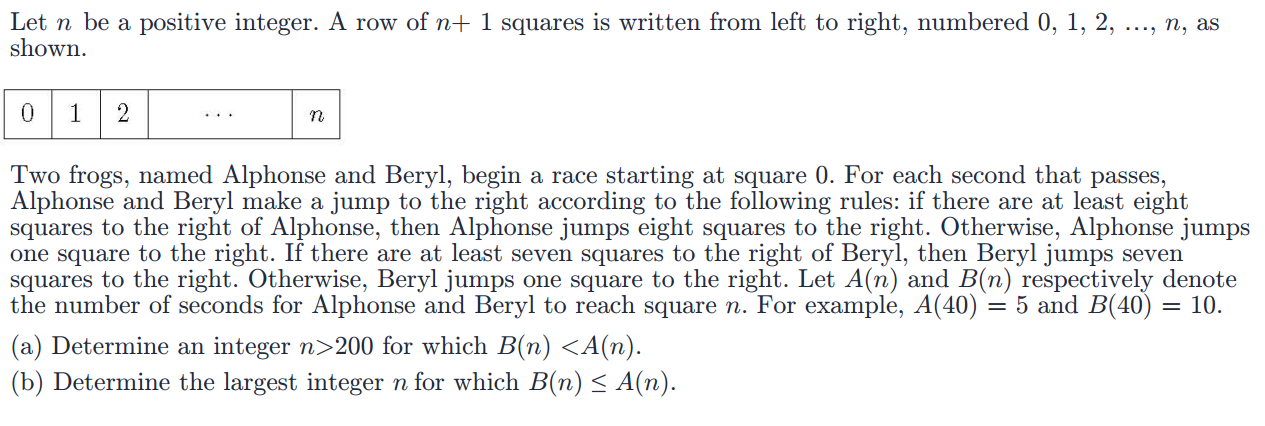 Let n be a positive integer. A row of n+ 1 squares is written from left to right, numbered 0, 1, 2, ..., n, as
shown.
0 1 2 ... n
Two frogs, named Alphonse and Beryl, begin a race starting at square 0. For each second that passes,
Alphonse and Beryl make a jump to the right according to the following rules: if there are at least eight
squares to the right of Alphonse, then Alphonse jumps eight squares to the right. Otherwise, Alphonse jumps
one square to the right. If there are at least seven squares to the right of Beryl, then Beryl jumps seven
squares to the right. Otherwise, Beryl jumps one square to the right. Let A(n) and B(n) respectively denote
the number of seconds for Alphonse and Beryl to reach square n. For example, A(40) = 5 and B(40) = 10.
(a) Determine an integer n>200 for which B(n) <A(n).
(b) Determine the largest integer n for which B(n) ≤ A(n).